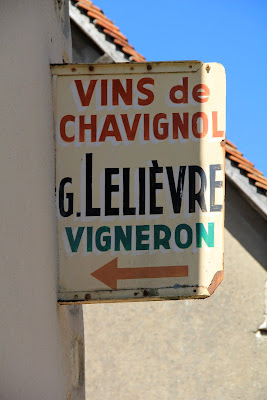 VINS de
CHAVIGNOL
G. LELIÈVRE
VIGNERON